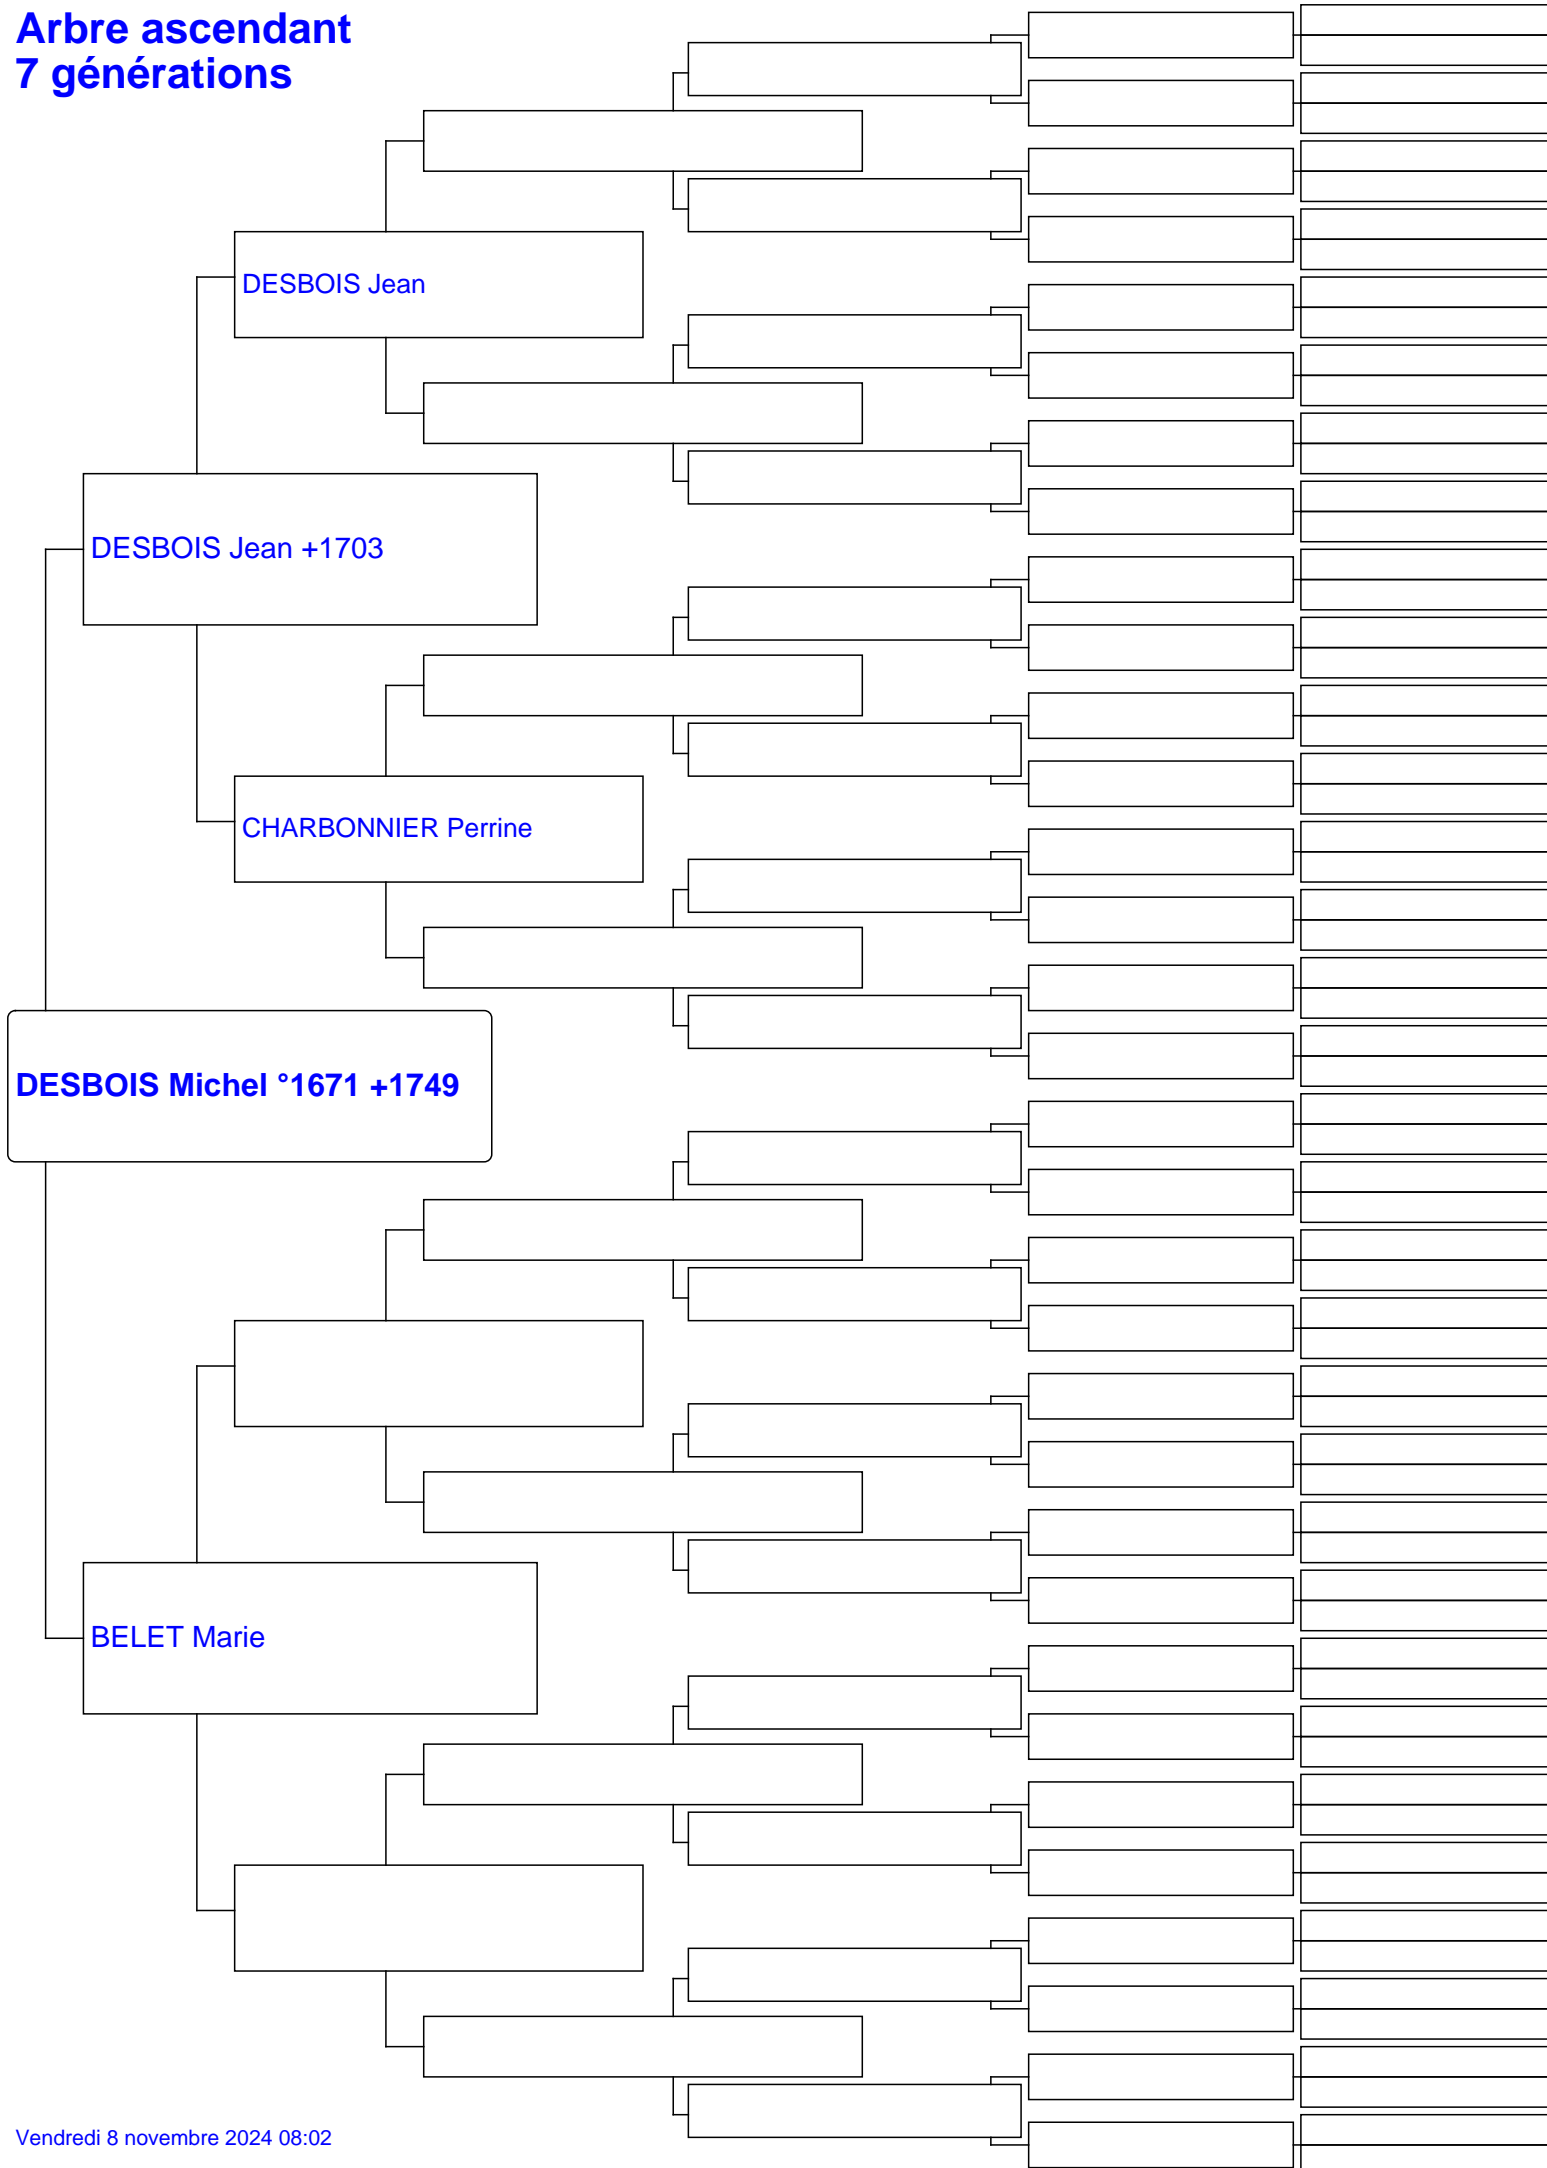 Arbre ascendant
7 générations
DESBOIS Jean
DESBOIS Jean +1703
CHARBONNIER Perrine
DESBOIS Michel °1671 +1749
BELET Marie
Vendredi 8 novembre 2024 08:02